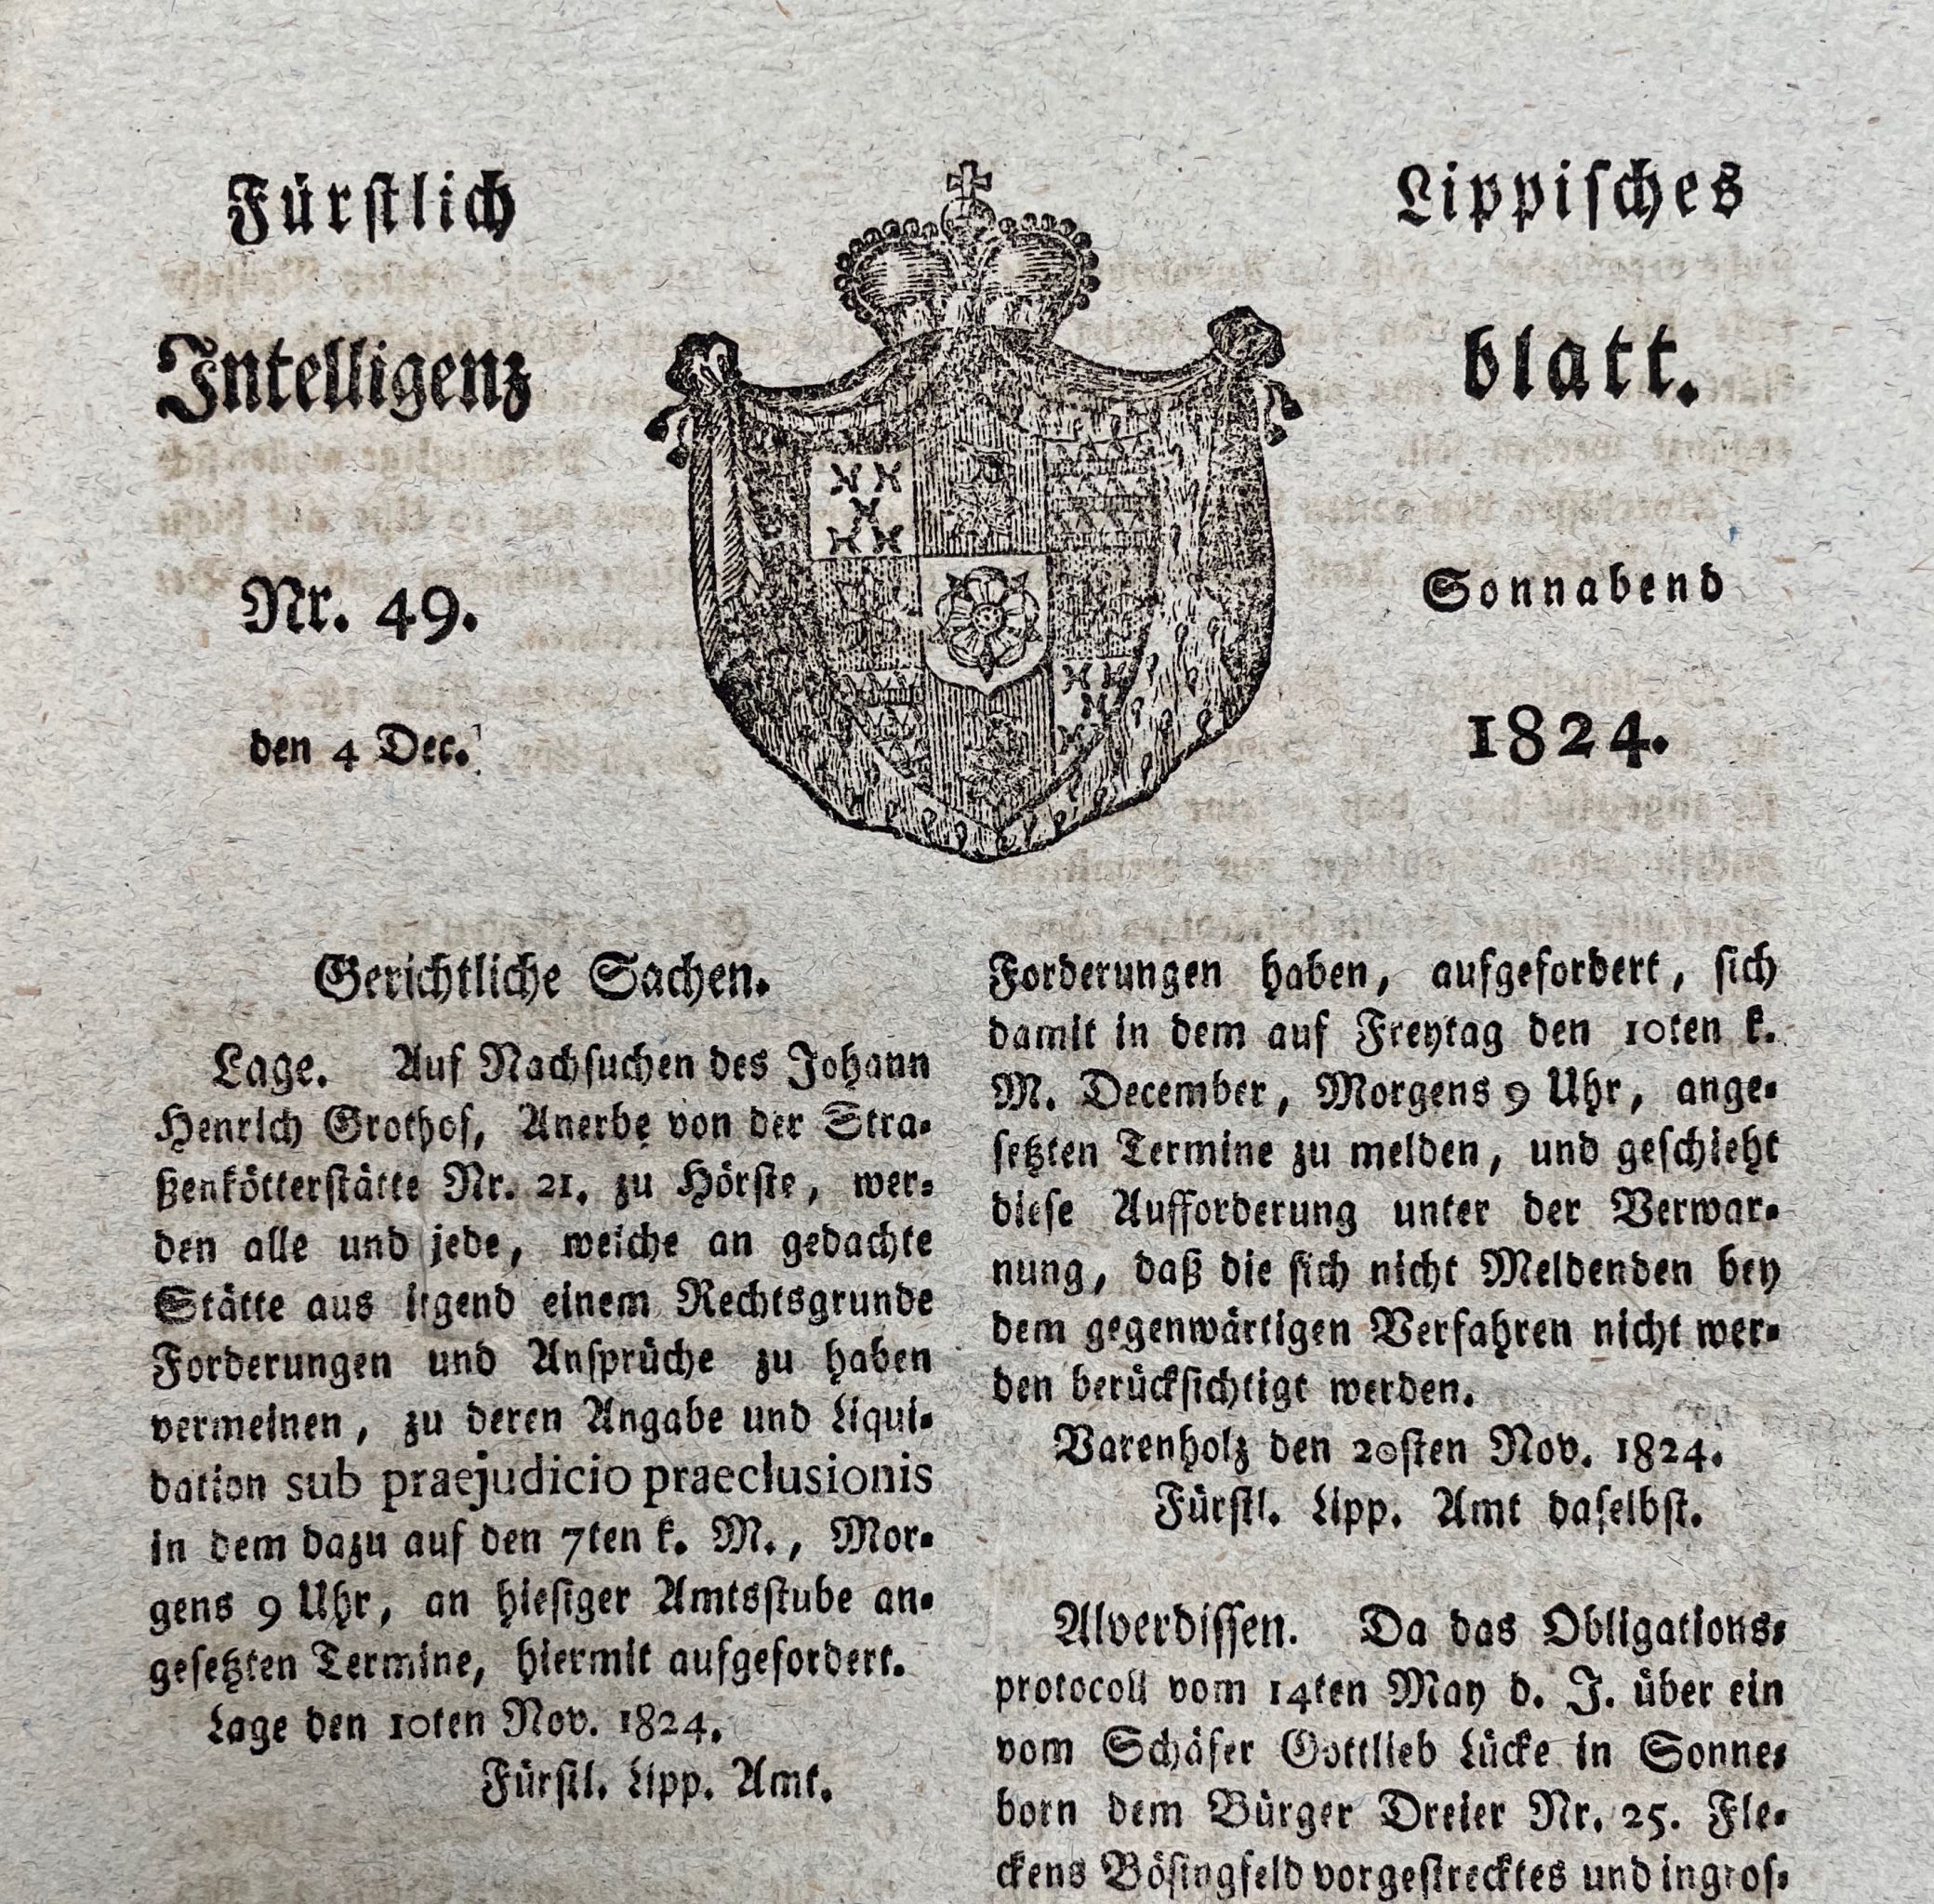 Fürstlich Lippisches
Intelligenz blatt.
Nr. 49. Sonnabend
den 4 Dec. 1824.
Gerichtliche Sachen.
Lage. Auf Nachsuchen des Johann
Henrich Grothof, Anerbe von der Stra-
ßenkötterstätte Nr. 21. zu Hörste, wer-
den alle und jede, welche an gedachte
Stätte aus irgend einem Rechtsgrunde
Forderungen und Ansprüche zu haben
vermeinen, zu deren Angabe und Liqui-
dation sub praejudicio praeclusionis
in dem dazu auf den 7ten k. M., Mor-
gens 9 Uhr, an hiesiger Amtsstube an-
gesetzten Termine, hiermit aufgefordert.
Lage den 10ten Nov. 1824.
Fürstl. Lipp. Amt.
Forderungen haben, aufgefordert, sich
damit in dem auf Freytag den 10ten k.
M. December, Morgens 9 Uhr, ange-
setzten Termine zu melden, und geschieht
diese Aufforderung unter der Verwar-
nung, daß die sich nicht Meldenden bey
dem gegenwärtigen Verfahren nicht wer-
den berücksichtigt werden.
Varenholz den 20sten Nov. 1824.
Fürstl. Lipp. Amt daselbst.
Alverdissen. Da das Obligations-
protocoll vom 14ten May d. J. über ein
vom Schäfer Gottlieb Lücke in Sonne-
born dem Bürger Dreier Nr. 25. Fle-
ckens Bösingfeld vorgestrecktes und ingros-